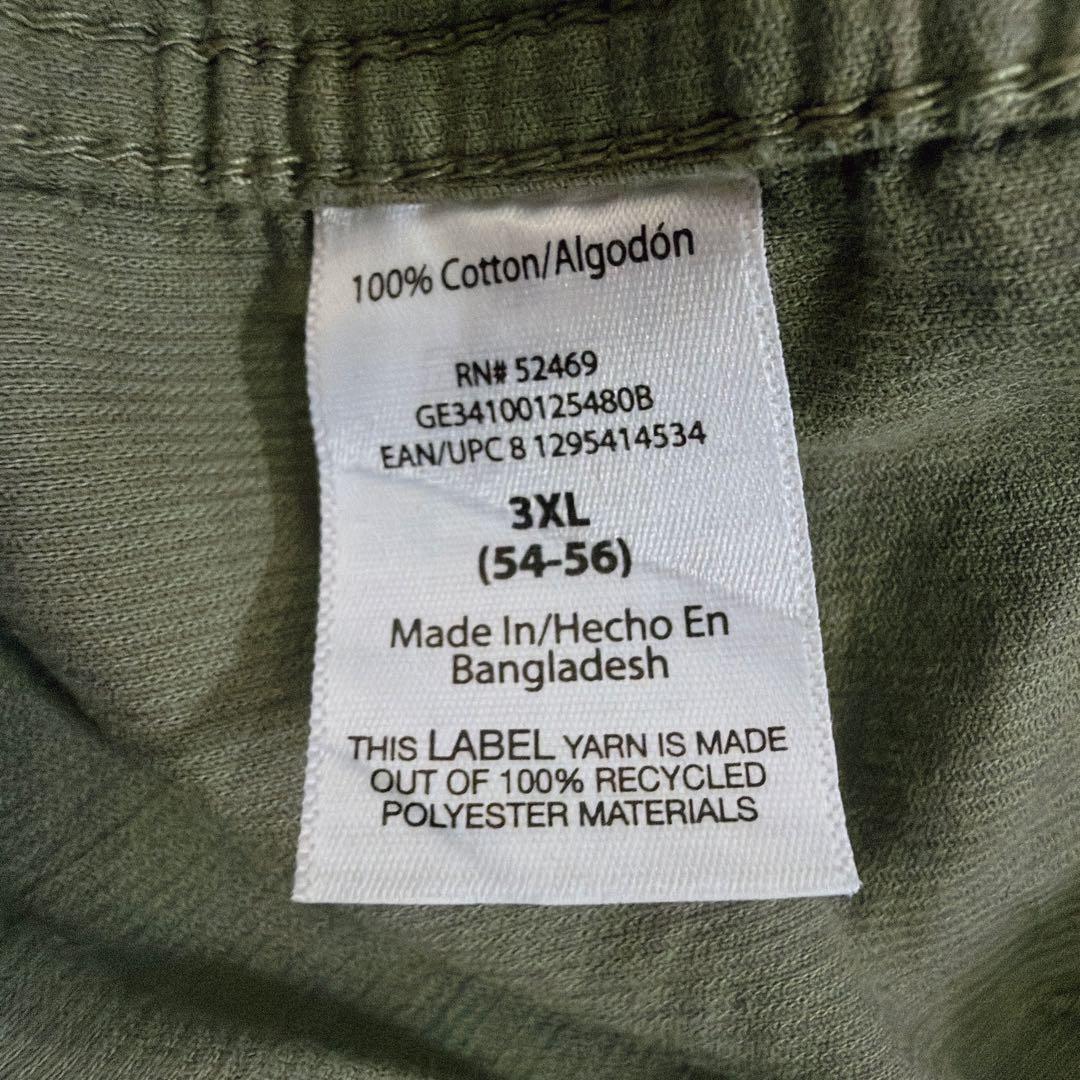 100% Cotton/Algodón
RN# 52469
GE34100125480B
EAN/UPC 8 1295414534
3XL
(54-56)
Made In/Hecho En
Bangladesh
THIS LABEL YARN IS MADE
OUT OF 100% RECYCLED
POLYESTER MATERIALS